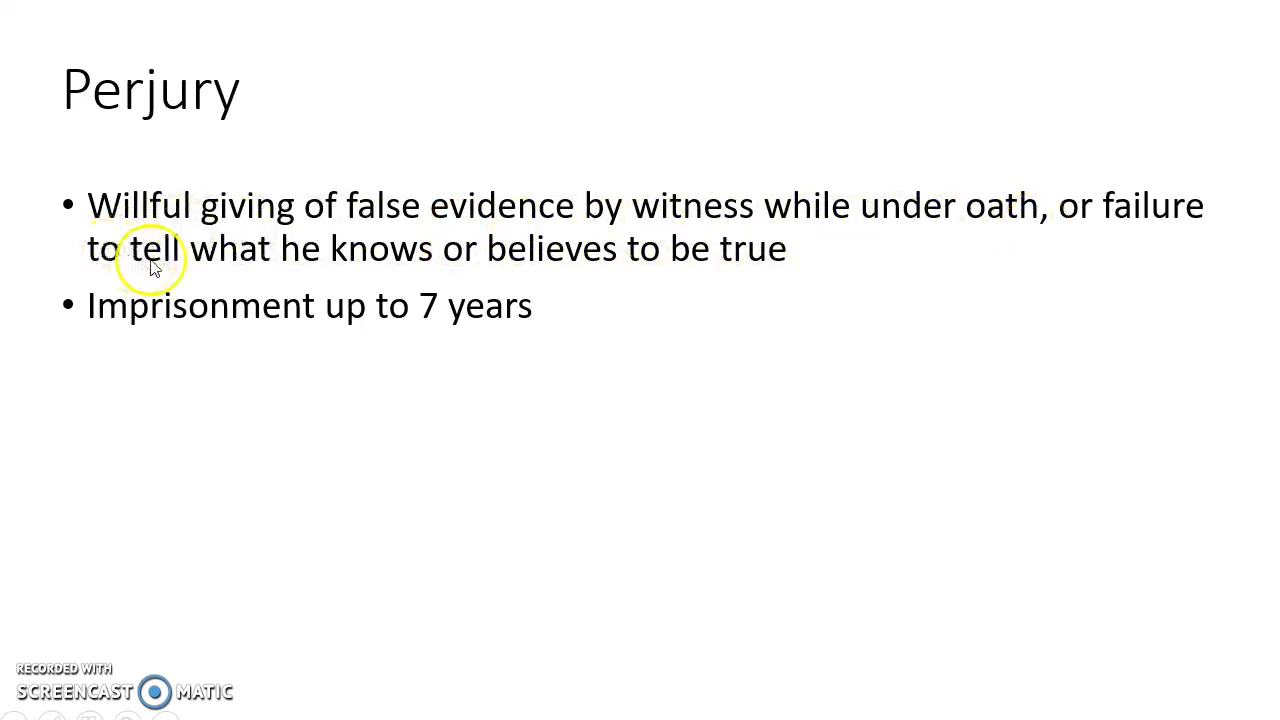 Perjury
• Willful giving of false evidence by witness while under oath, or failure
to tell what he knows or believes to be true
• Imprisonment up to 7 years
RECORDED WITH
SCREENCAST MATIC